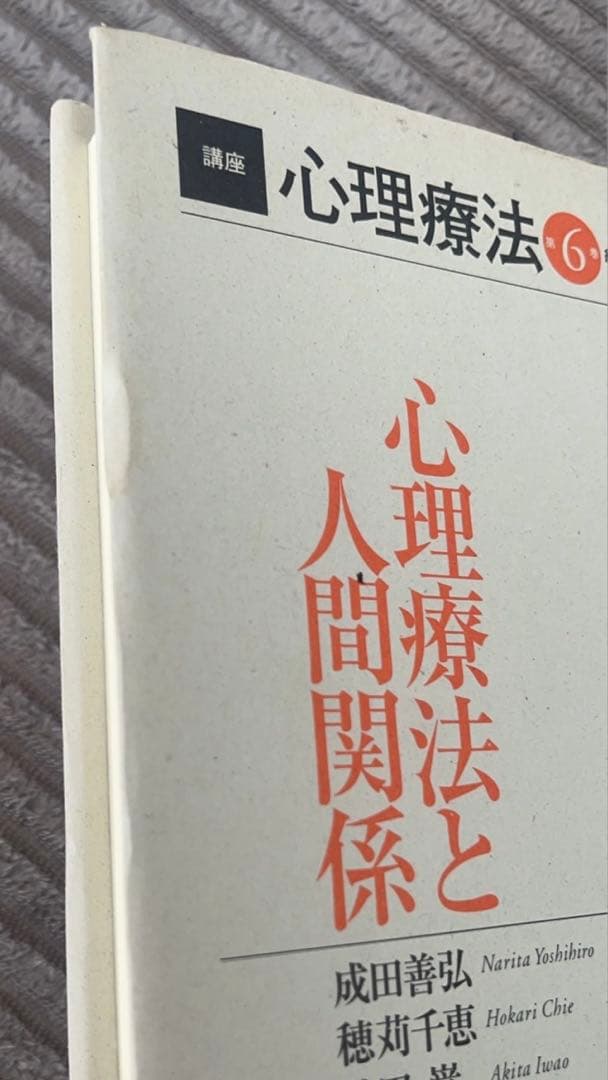 講座
心理療法
第6巻
心理療法と
人間関係
成田善弘 Narita Yoshihiro
穂苅千恵 Hokari Chie
巌 Akita Iwao